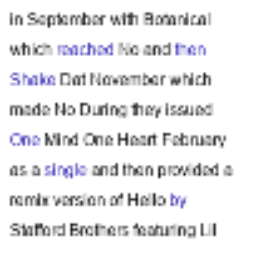 in September with Botanical
which reached No and then
Shake Dat November which
made No During they issued
One Mind One Heart February
as a single and then provided a
remix version of Hello by
Stafford Brothers featuring Lil